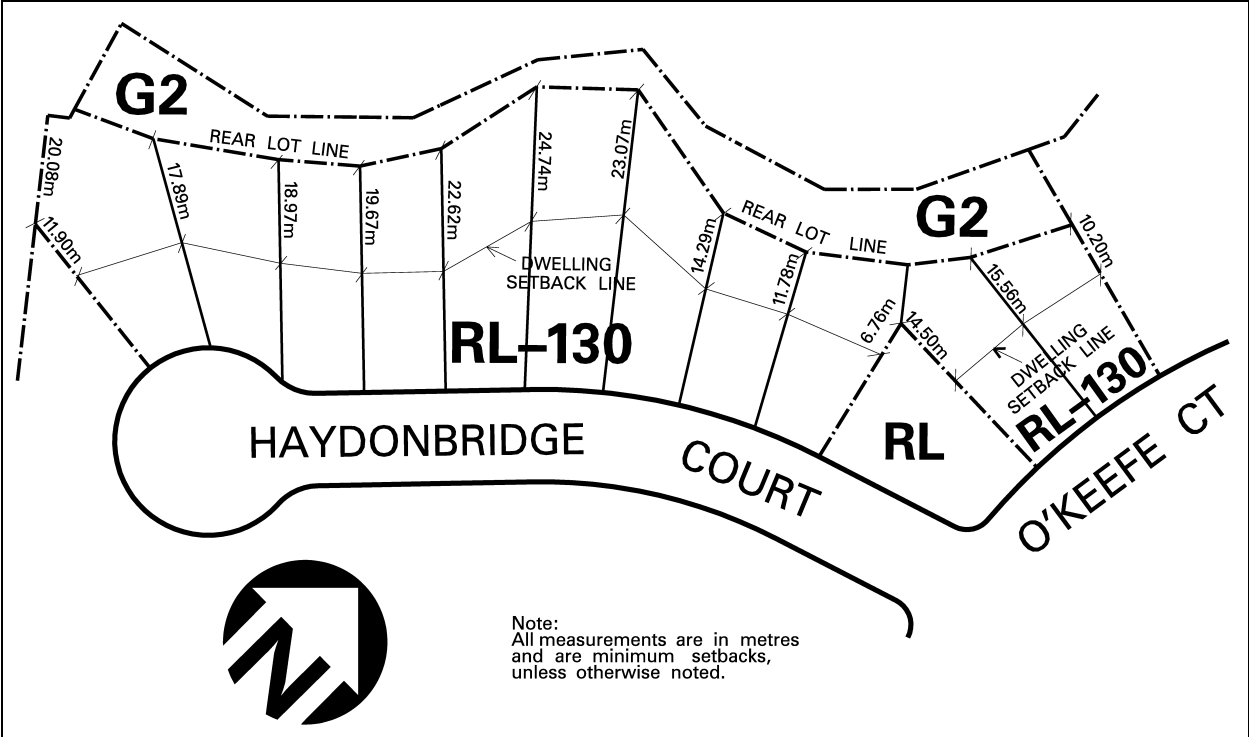 G2
REAR LOT LINE
20.08m
11.90m
17.89m
18.97m
19.67m
22.62m
24.74m
23.07m
14.29m
11.78m
6.76m
14.50m
15.56m
10.20m
REAR LOT LINE
G2
DWELLING
SETBACK LINE
RL-130
DWELLING
SETBACK LINE
RL-130
RL
HAYDONBRIDGE COURT
O'KEEFE CT
N
Note:
All measurements are in metres
and are minimum setbacks,
unless otherwise noted.